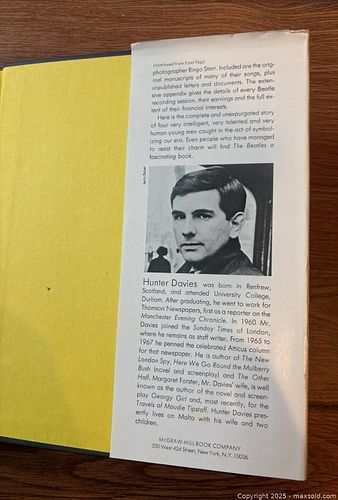 (continued from front flap)
photographer Ringo Starr. Included are the orig-
inal manuscripts of many of their songs, plus
unpublished letters and documents. The exten-
sive appendix gives the details of every Beatle
recording session, their earnings and the full ex-
tent of their financial interests.
Here is the complete and unexpurgated story
of four very intelligent, very talented and very
human young men caught in the act of symbol-
izing our era. Even people who have managed
to resist their charm will find The Beatles a
fascinating book.
Jerry Bauer
Hunter Davies was born in Renfrew,
Scotland, and attended University College,
Durham. After graduating, he went to work for
Thomson Newspapers, first as a reporter on the
Manchester Evening Chronicle. In 1960 Mr.
Davies joined the Sunday Times of London,
where he remains as staff writer. From 1965 to
1967 he penned the celebrated Atticus column
for that newspaper. He is author of The New
London Spy, Here We Go Round the Mulberry
Bush (novel and screenplay) and The Other
Half. Margaret Forster, Mr. Davies' wife, is well
known as the author of the novel and screen-
play Georgy Girl and, most recently, for the
Travels of Maudie Tipstaff. Hunter Davies pres-
ently lives on Malta with his wife and two
children.
McGRAW-HILL BOOK COMPANY
330 West 42d Street, New York, N.Y. 10036
Copyright 2025 - maxsold.com